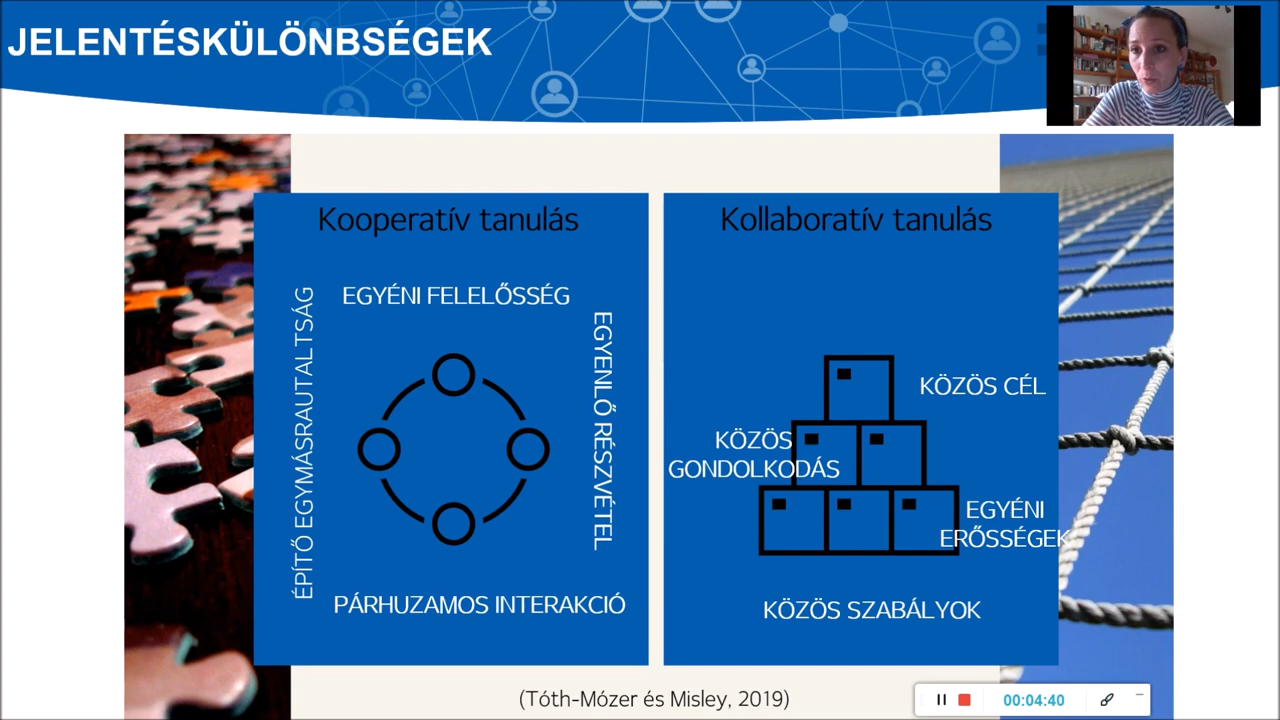 JELENTÉSKÜLÖNBSÉGEK
Kooperatív tanulás
EGYÉNI FELELŐSSÉG
ÉPÍTŐ EGYMÁSRAUTALTSÁG
EGYENLŐ RÉSZVÉTEL
PÁRHUZAMOS INTERAKCIÓ
Kollaboratív tanulás
KÖZÖS CÉL
KÖZÖS
GONDOLKODÁS
EGYÉNI
ERŐSSÉGEK
KÖZÖS SZABÁLYOK
(Tóth-Mózer és Misley, 2019)
00:04:40